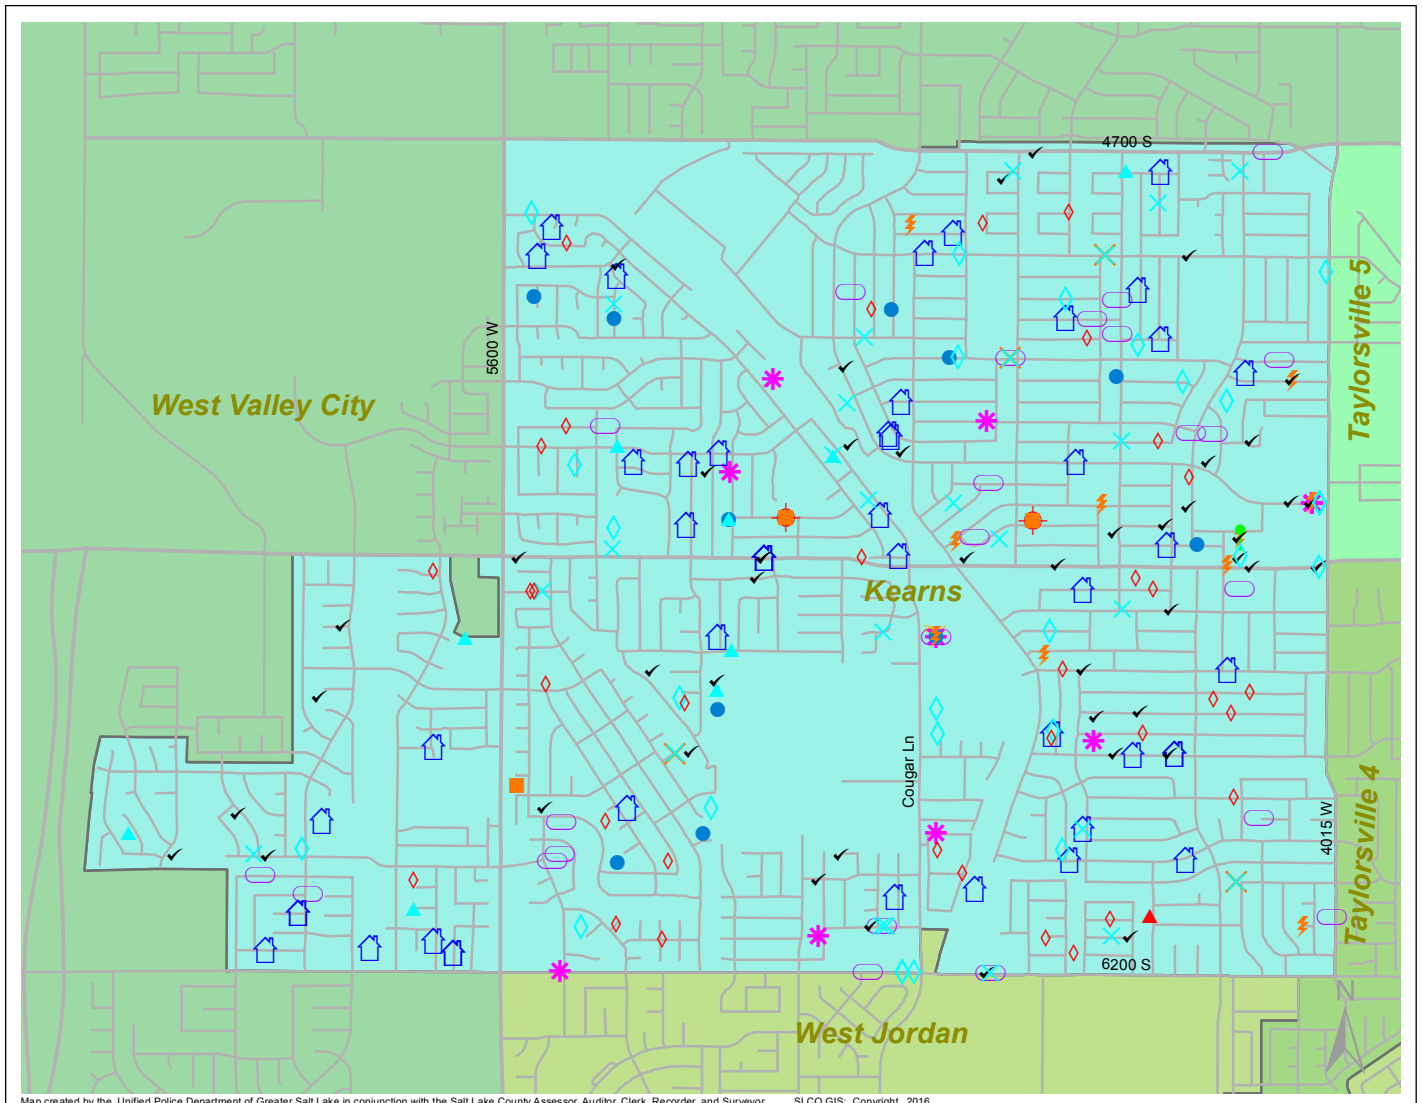 4700 S
Taylorsville 5
5600 W
West Valley City
Kearns
Cougar Ln
Taylorsville 4
4015 W
6200 S
N
West Jordan
Map created by the Unified Police Department of Greater Salt Lake in conjunction with the Salt Lake County Assessor, Auditor, Clerk, Recorder, and Surveyor. SLCO GIS: Copyright, 2016